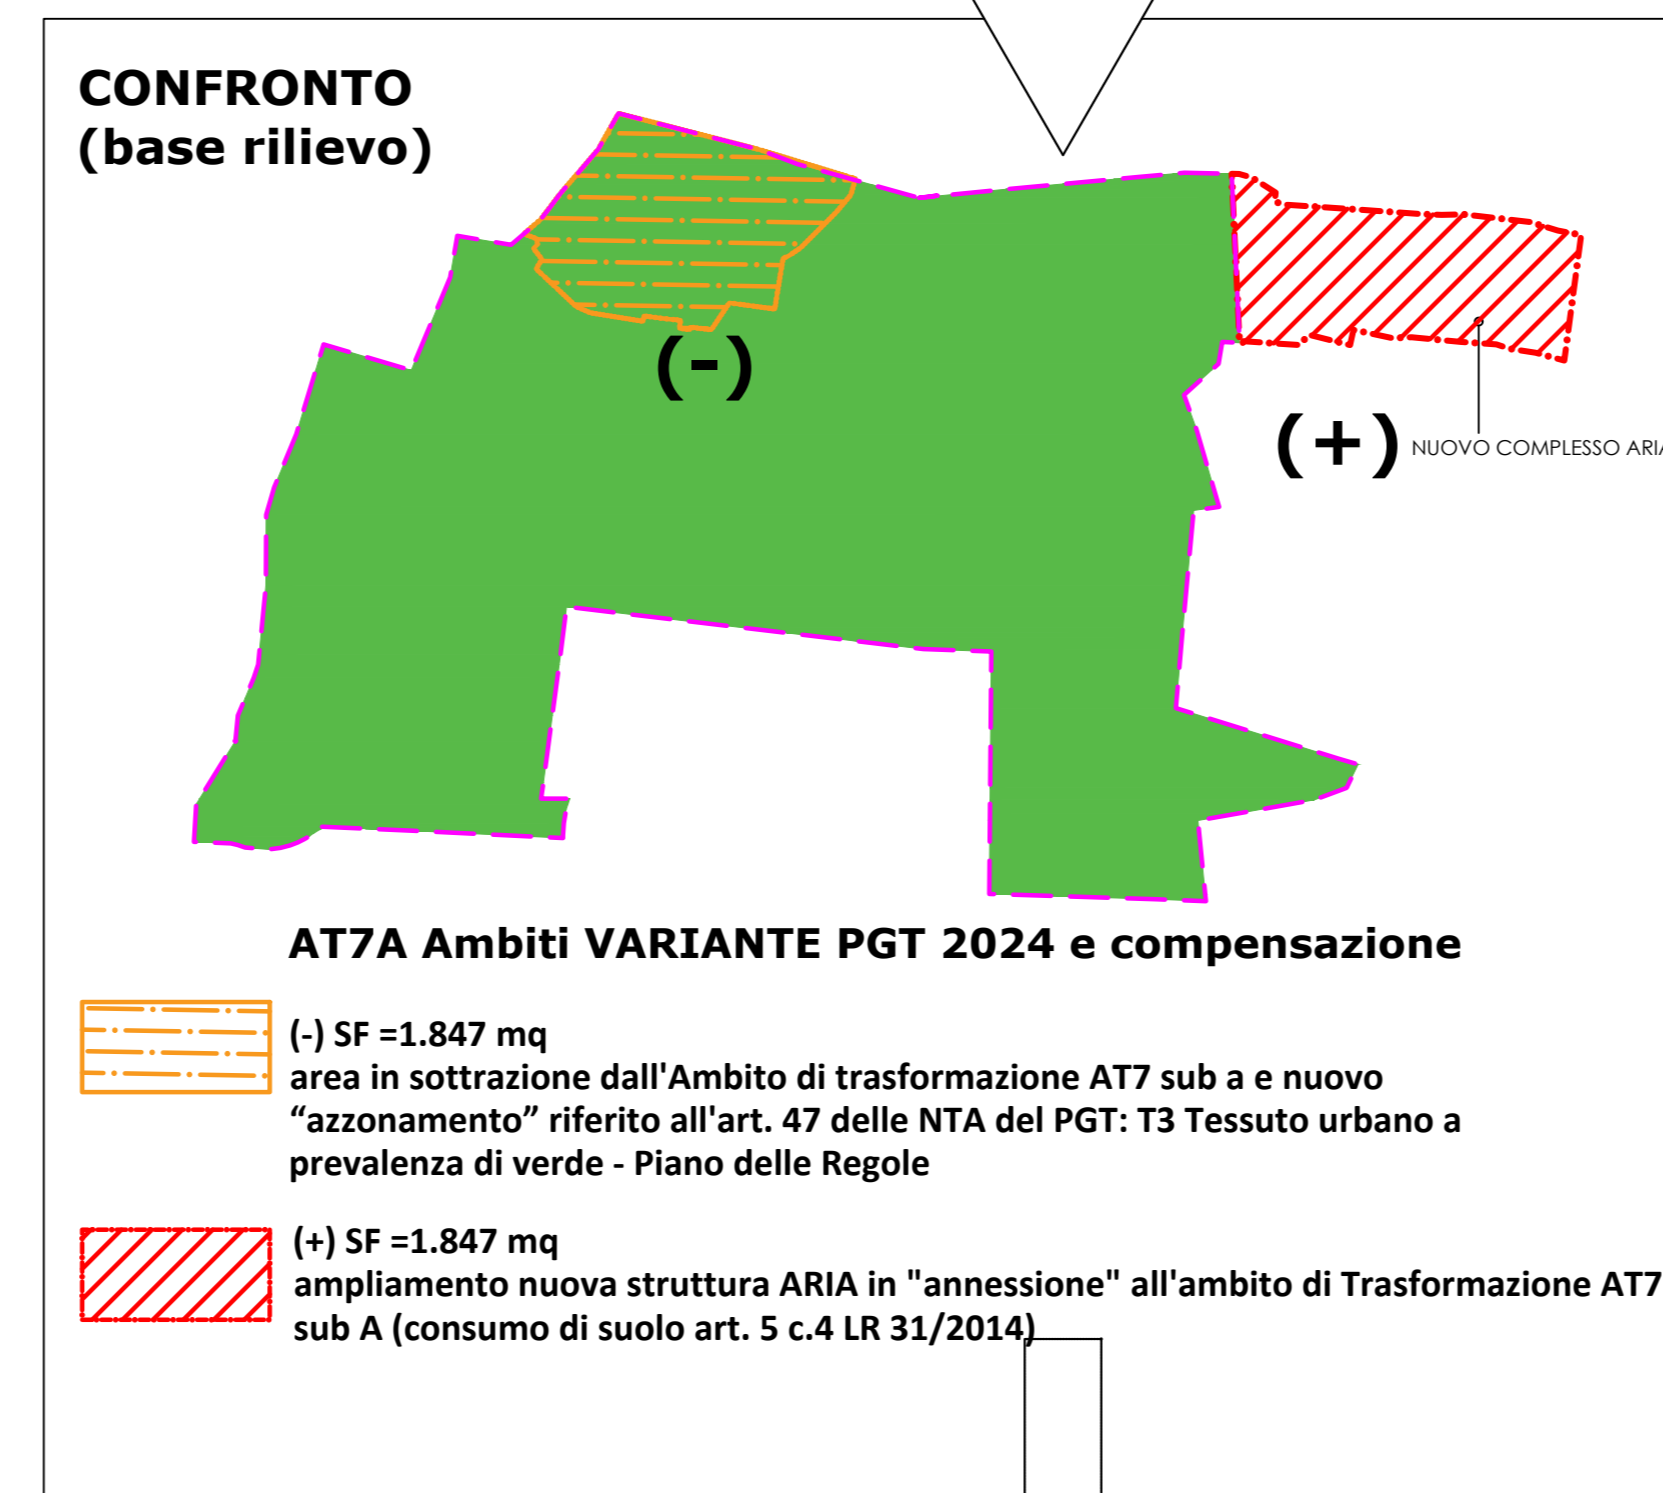 CONFRONTO
(base rilievo)
(-)
(+)
NUOVO COMPLESSO ARIA
AT7A Ambiti VARIANTE PGT 2024 e compensazione
(-) SF =1.847 mq
area in sottrazione dall'Ambito di trasformazione AT7 sub a e nuovo
“azzonamento” riferito all'art. 47 delle NTA del PGT: T3 Tessuto urbano a
prevalenza di verde - Piano delle Regole
(+) SF =1.847 mq
ampliamento nuova struttura ARIA in "annessione" all'ambito di Trasformazione AT7
sub A (consumo di suolo art. 5 c.4 LR 31/2014)